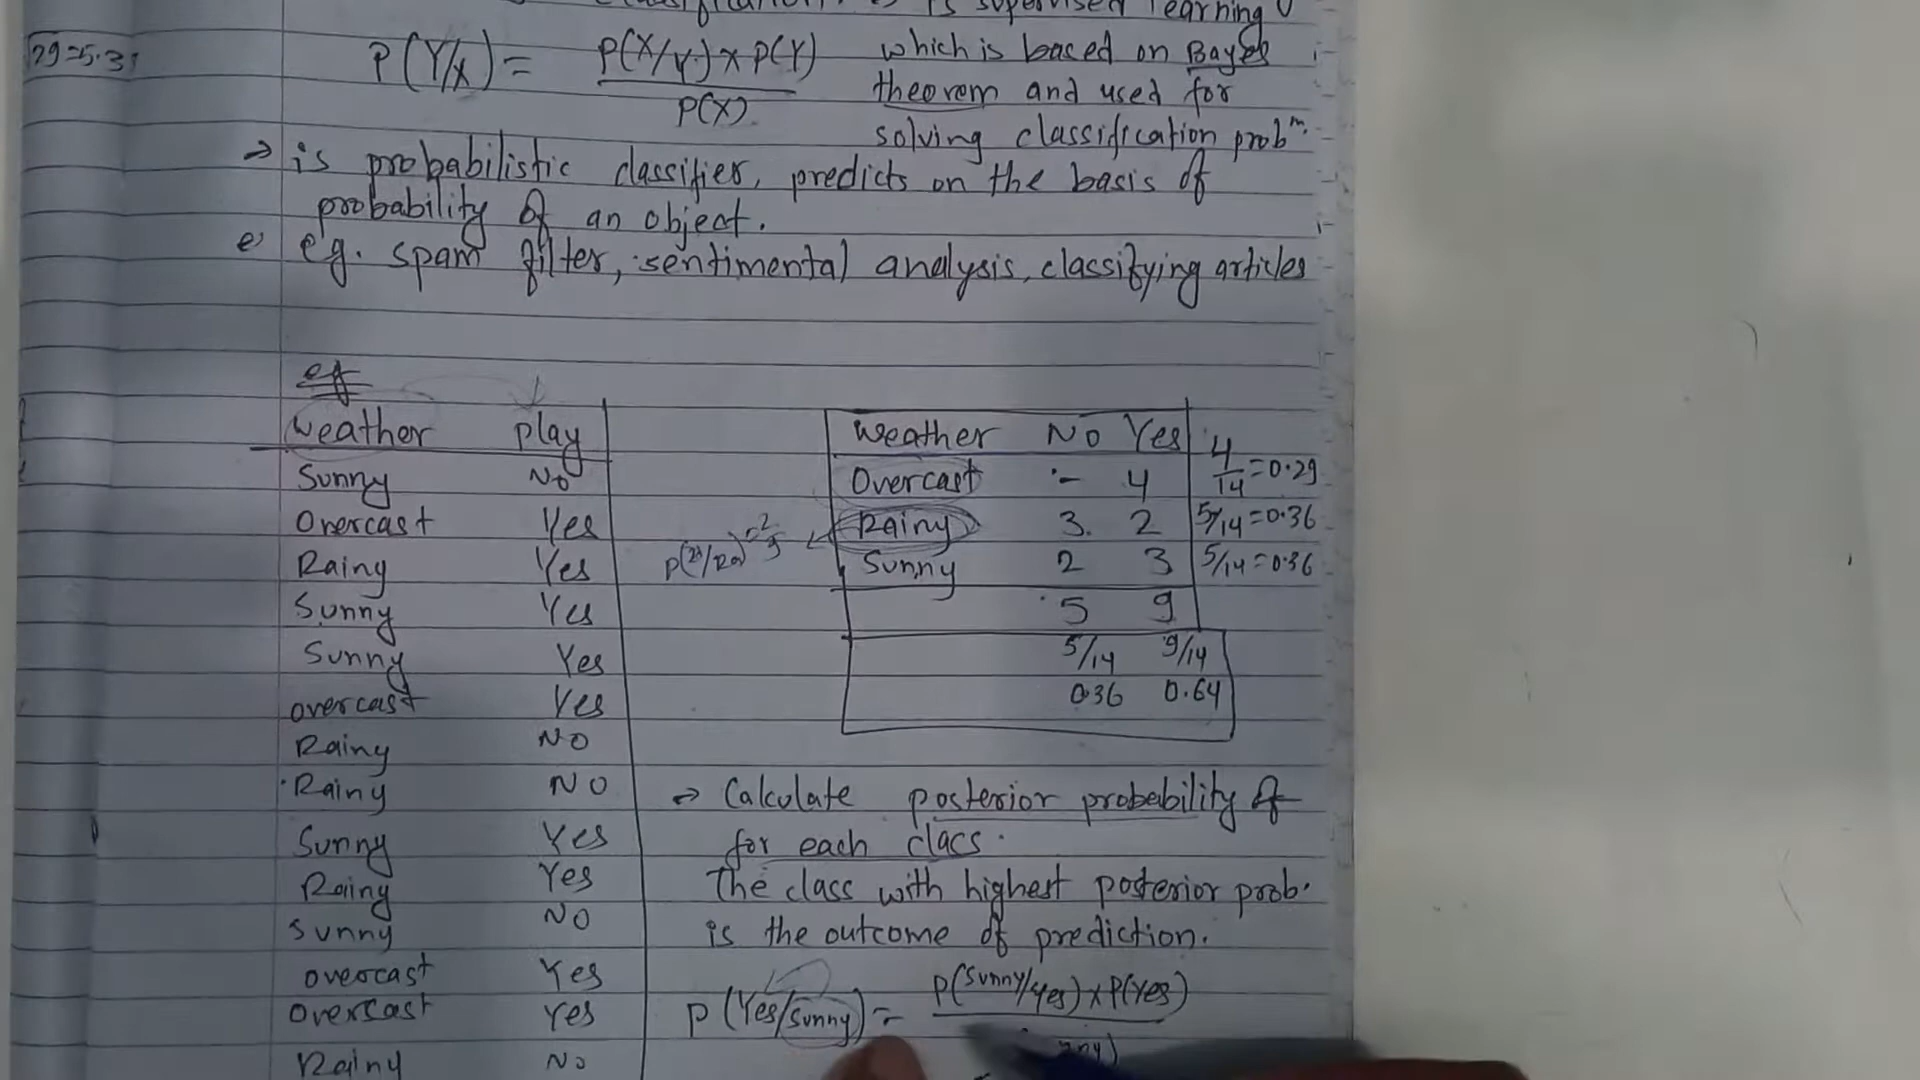 classification: is supervised learning
29=5.31
P(Y/X) = P(X/Y) x P(Y)
P(X)
which is based on Bayes
theorem and used for
solving classification probm.
→ is probabilistic classifier, predicts on the basis of
probability of an object.
eg. spam filter, sentimental analysis, classifying articles
eg
Weather Play
Sunny No
Overcast Yes
Rainy Yes
Sunny Yes
Sunny Yes
overcast Yes
Rainy No
Rainy No
Sunny Yes
Rainy Yes
Sunny No
overcast Yes
Overcast Yes
Rainy No
Weather No Yes
Overcast - 4 4/14=0.29
Rainy 3 2 5/14=0.36
Sunny 2 3 5/14=0.36
5 9
5/14 9/14
0.36 0.64
=2/9
→ Calculate posterior probability of
for each class.
The class with highest posterior prob.
is the outcome of prediction.
P(Yes/Sunny) = P(Sunny/Yes) x P(Yes)